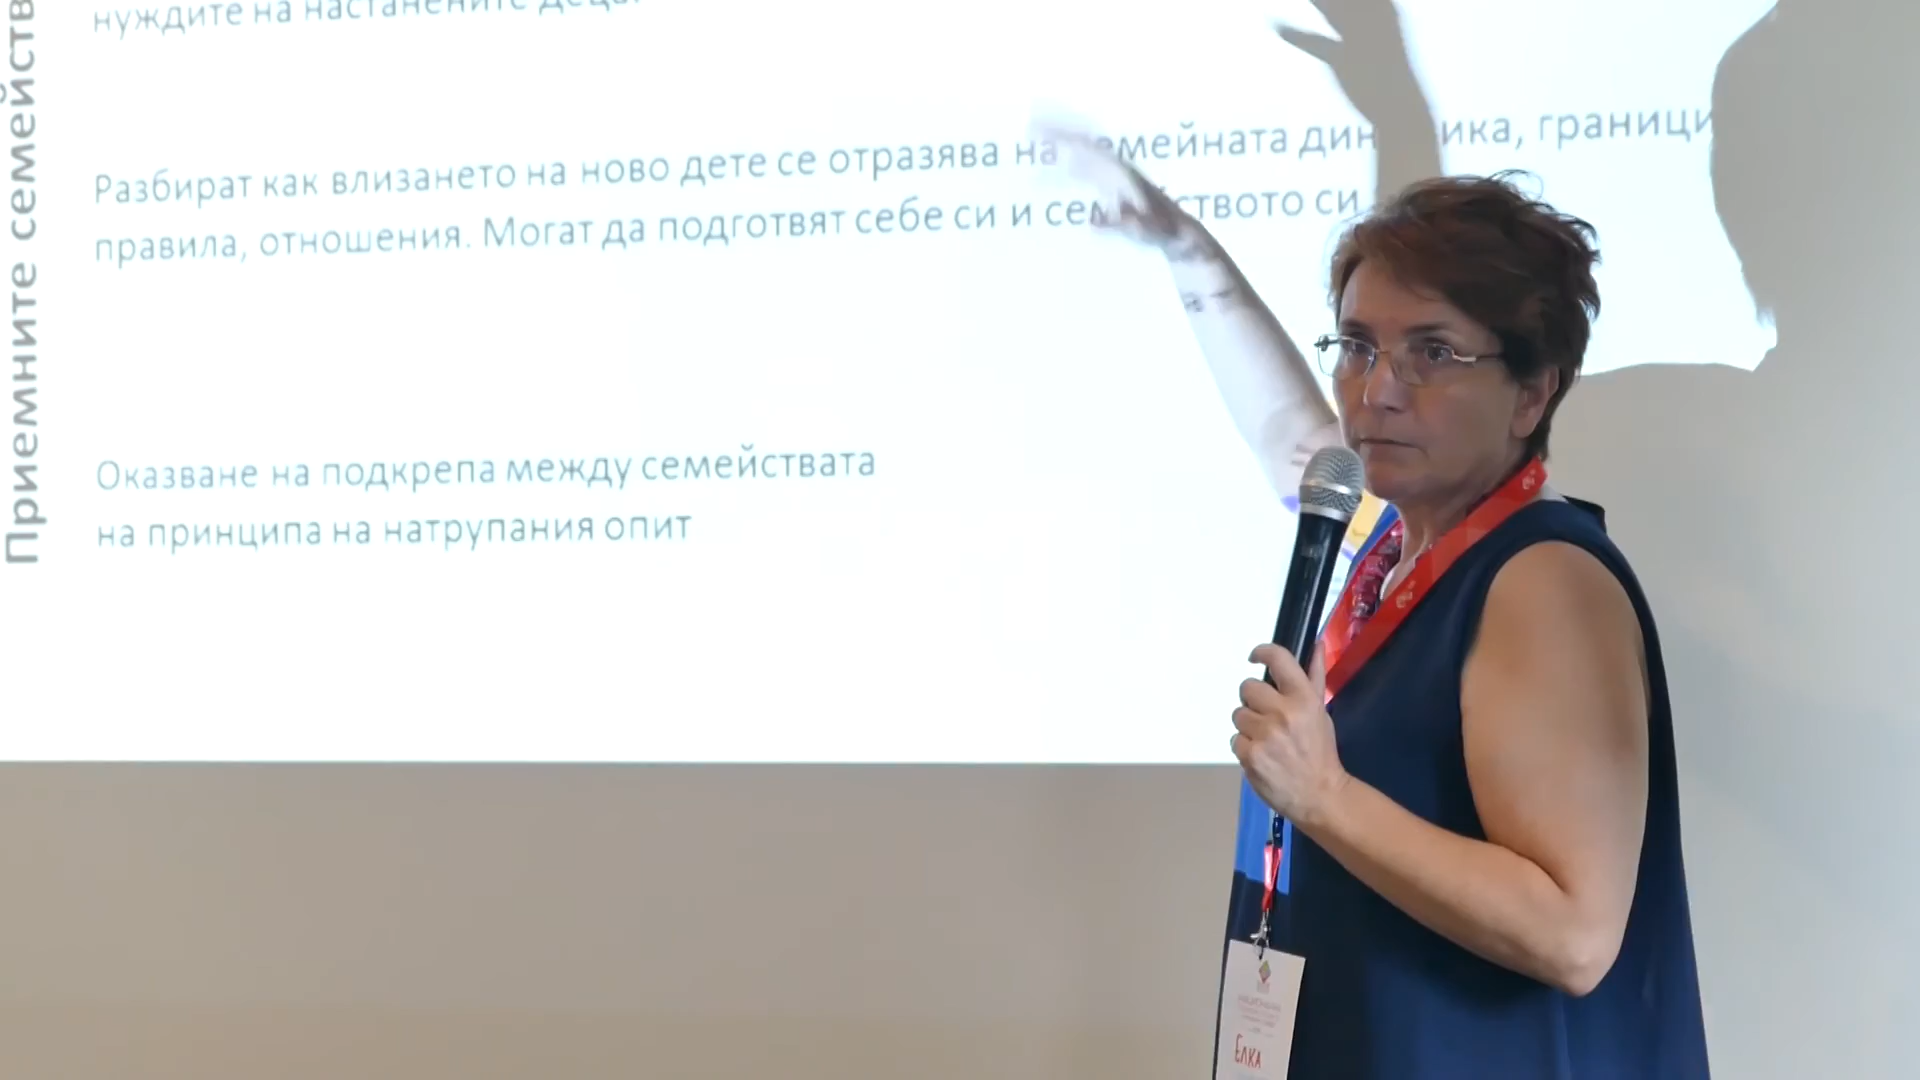 Приемните семейств
нуждите на настанените деца.
Разбират как влизането на ново дете се отразява на семейната динамика, граници
правила, отношения. Могат да подготвят себе си и семейството си
Оказване на подкрепа между семействата
на принципа на натрупания опит
Елка